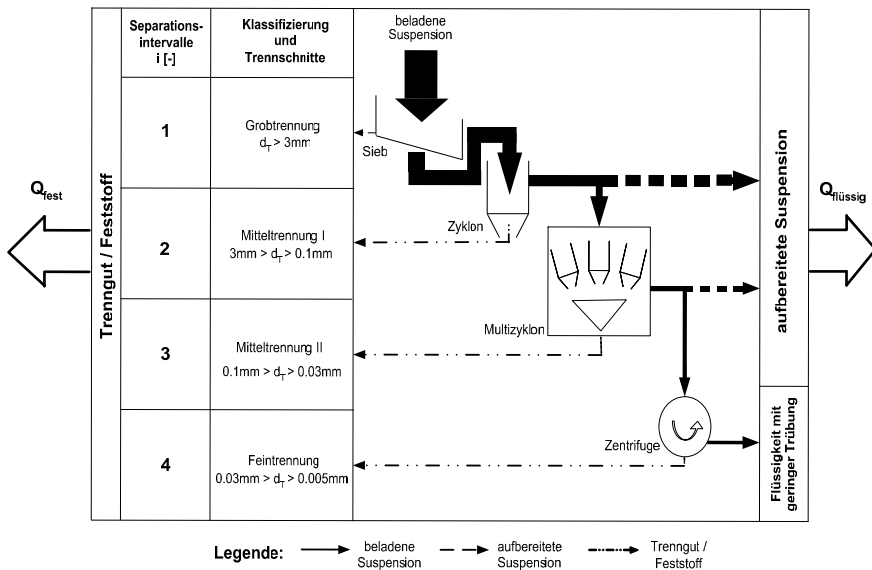 Separations-
intervalle
i [-]
Klassifizierung
und
Trennschnitte
beladene
Suspension
1
Grobtrennung
d_T > 3mm
Sieb
Q_fest
Trenngut / Feststoff
2
Mitteltrennung I
3mm > d_T > 0.1mm
Zyklon
aufbereitete Suspension
Q_flüssig
3
Mitteltrennung II
0.1mm > d_T > 0.03mm
Multizyklon
4
Feintrennung
0.03mm > d_T > 0.005mm
Zentrifuge
Flüssigkeit mit
geringer Trübung
Legende:
beladene
Suspension
aufbereitete
Suspension
Trenngut /
Feststoff